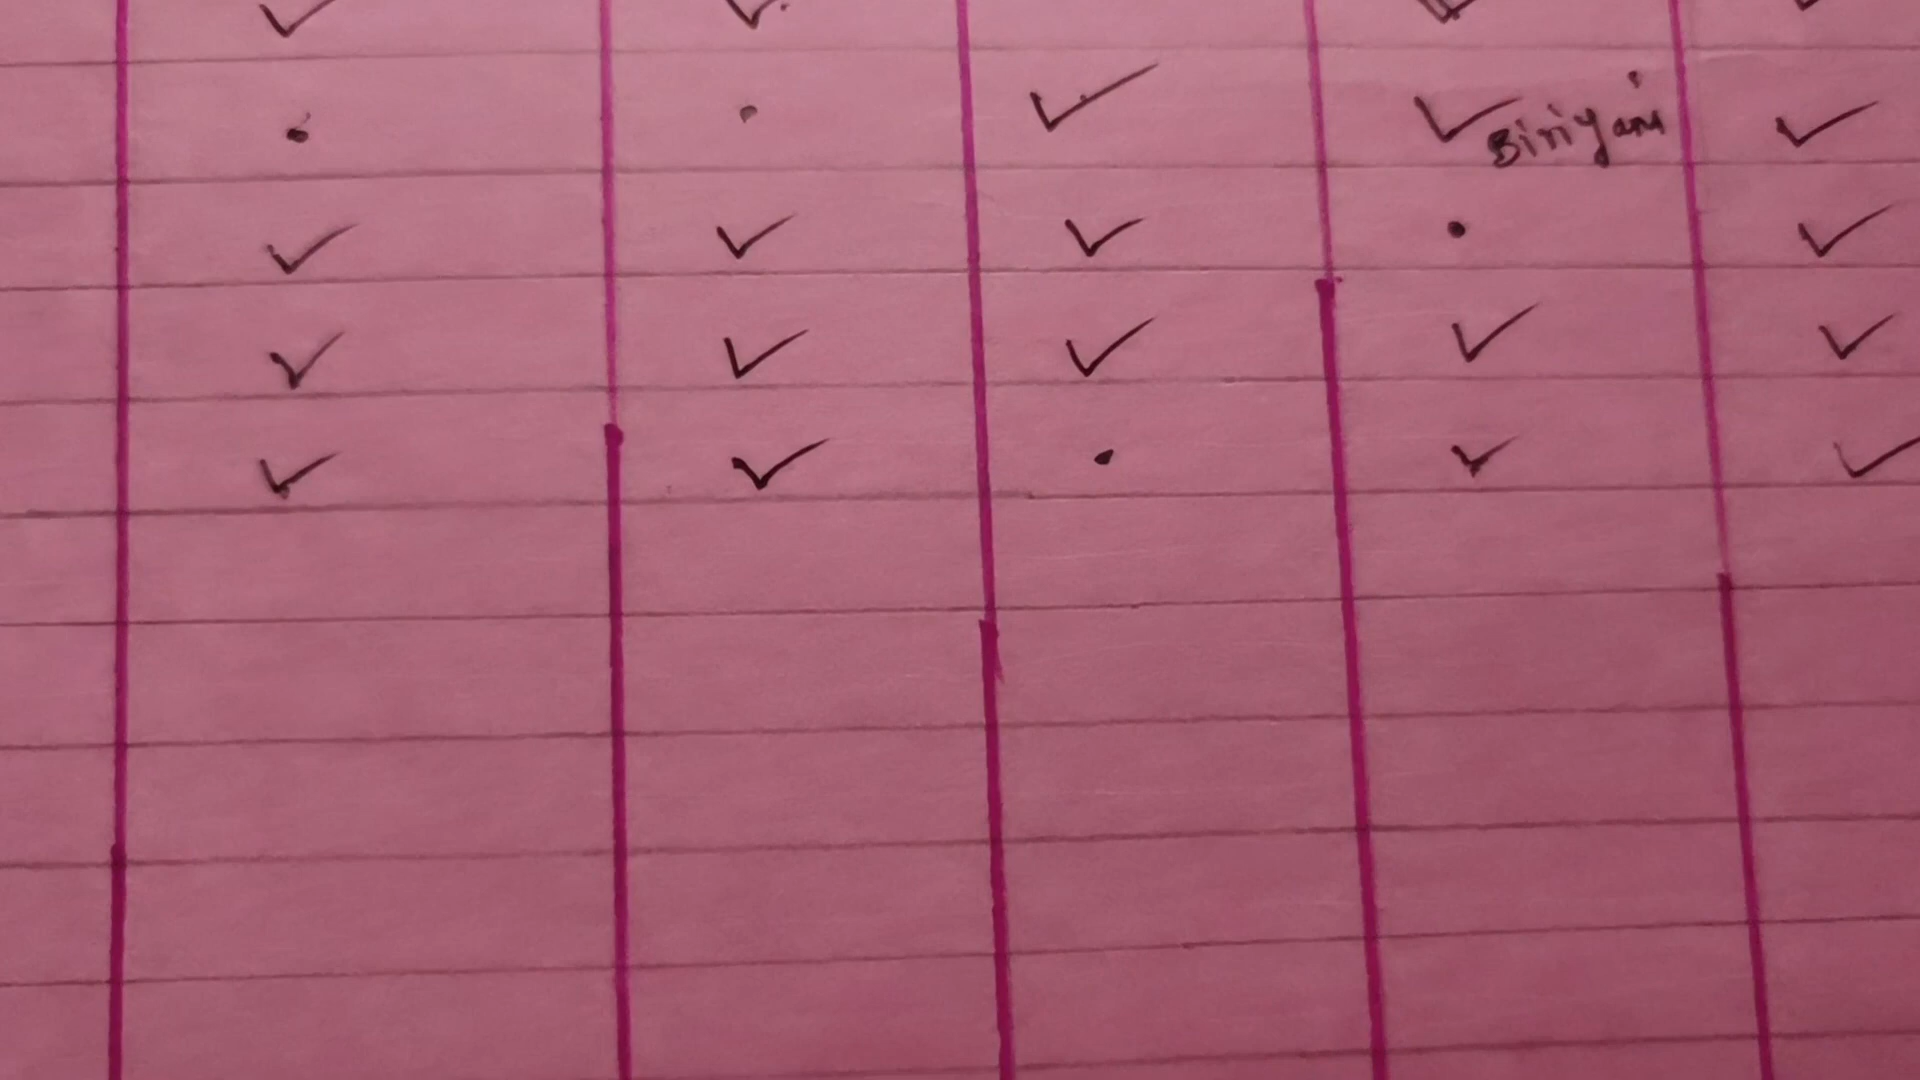 ✓ ✓ ✓ ✓
• • ✓ ✓ Biriyani ✓
✓ ✓ ✓ • ✓
✓ ✓ ✓ ✓ ✓
✓ ✓ • ✓ ✓